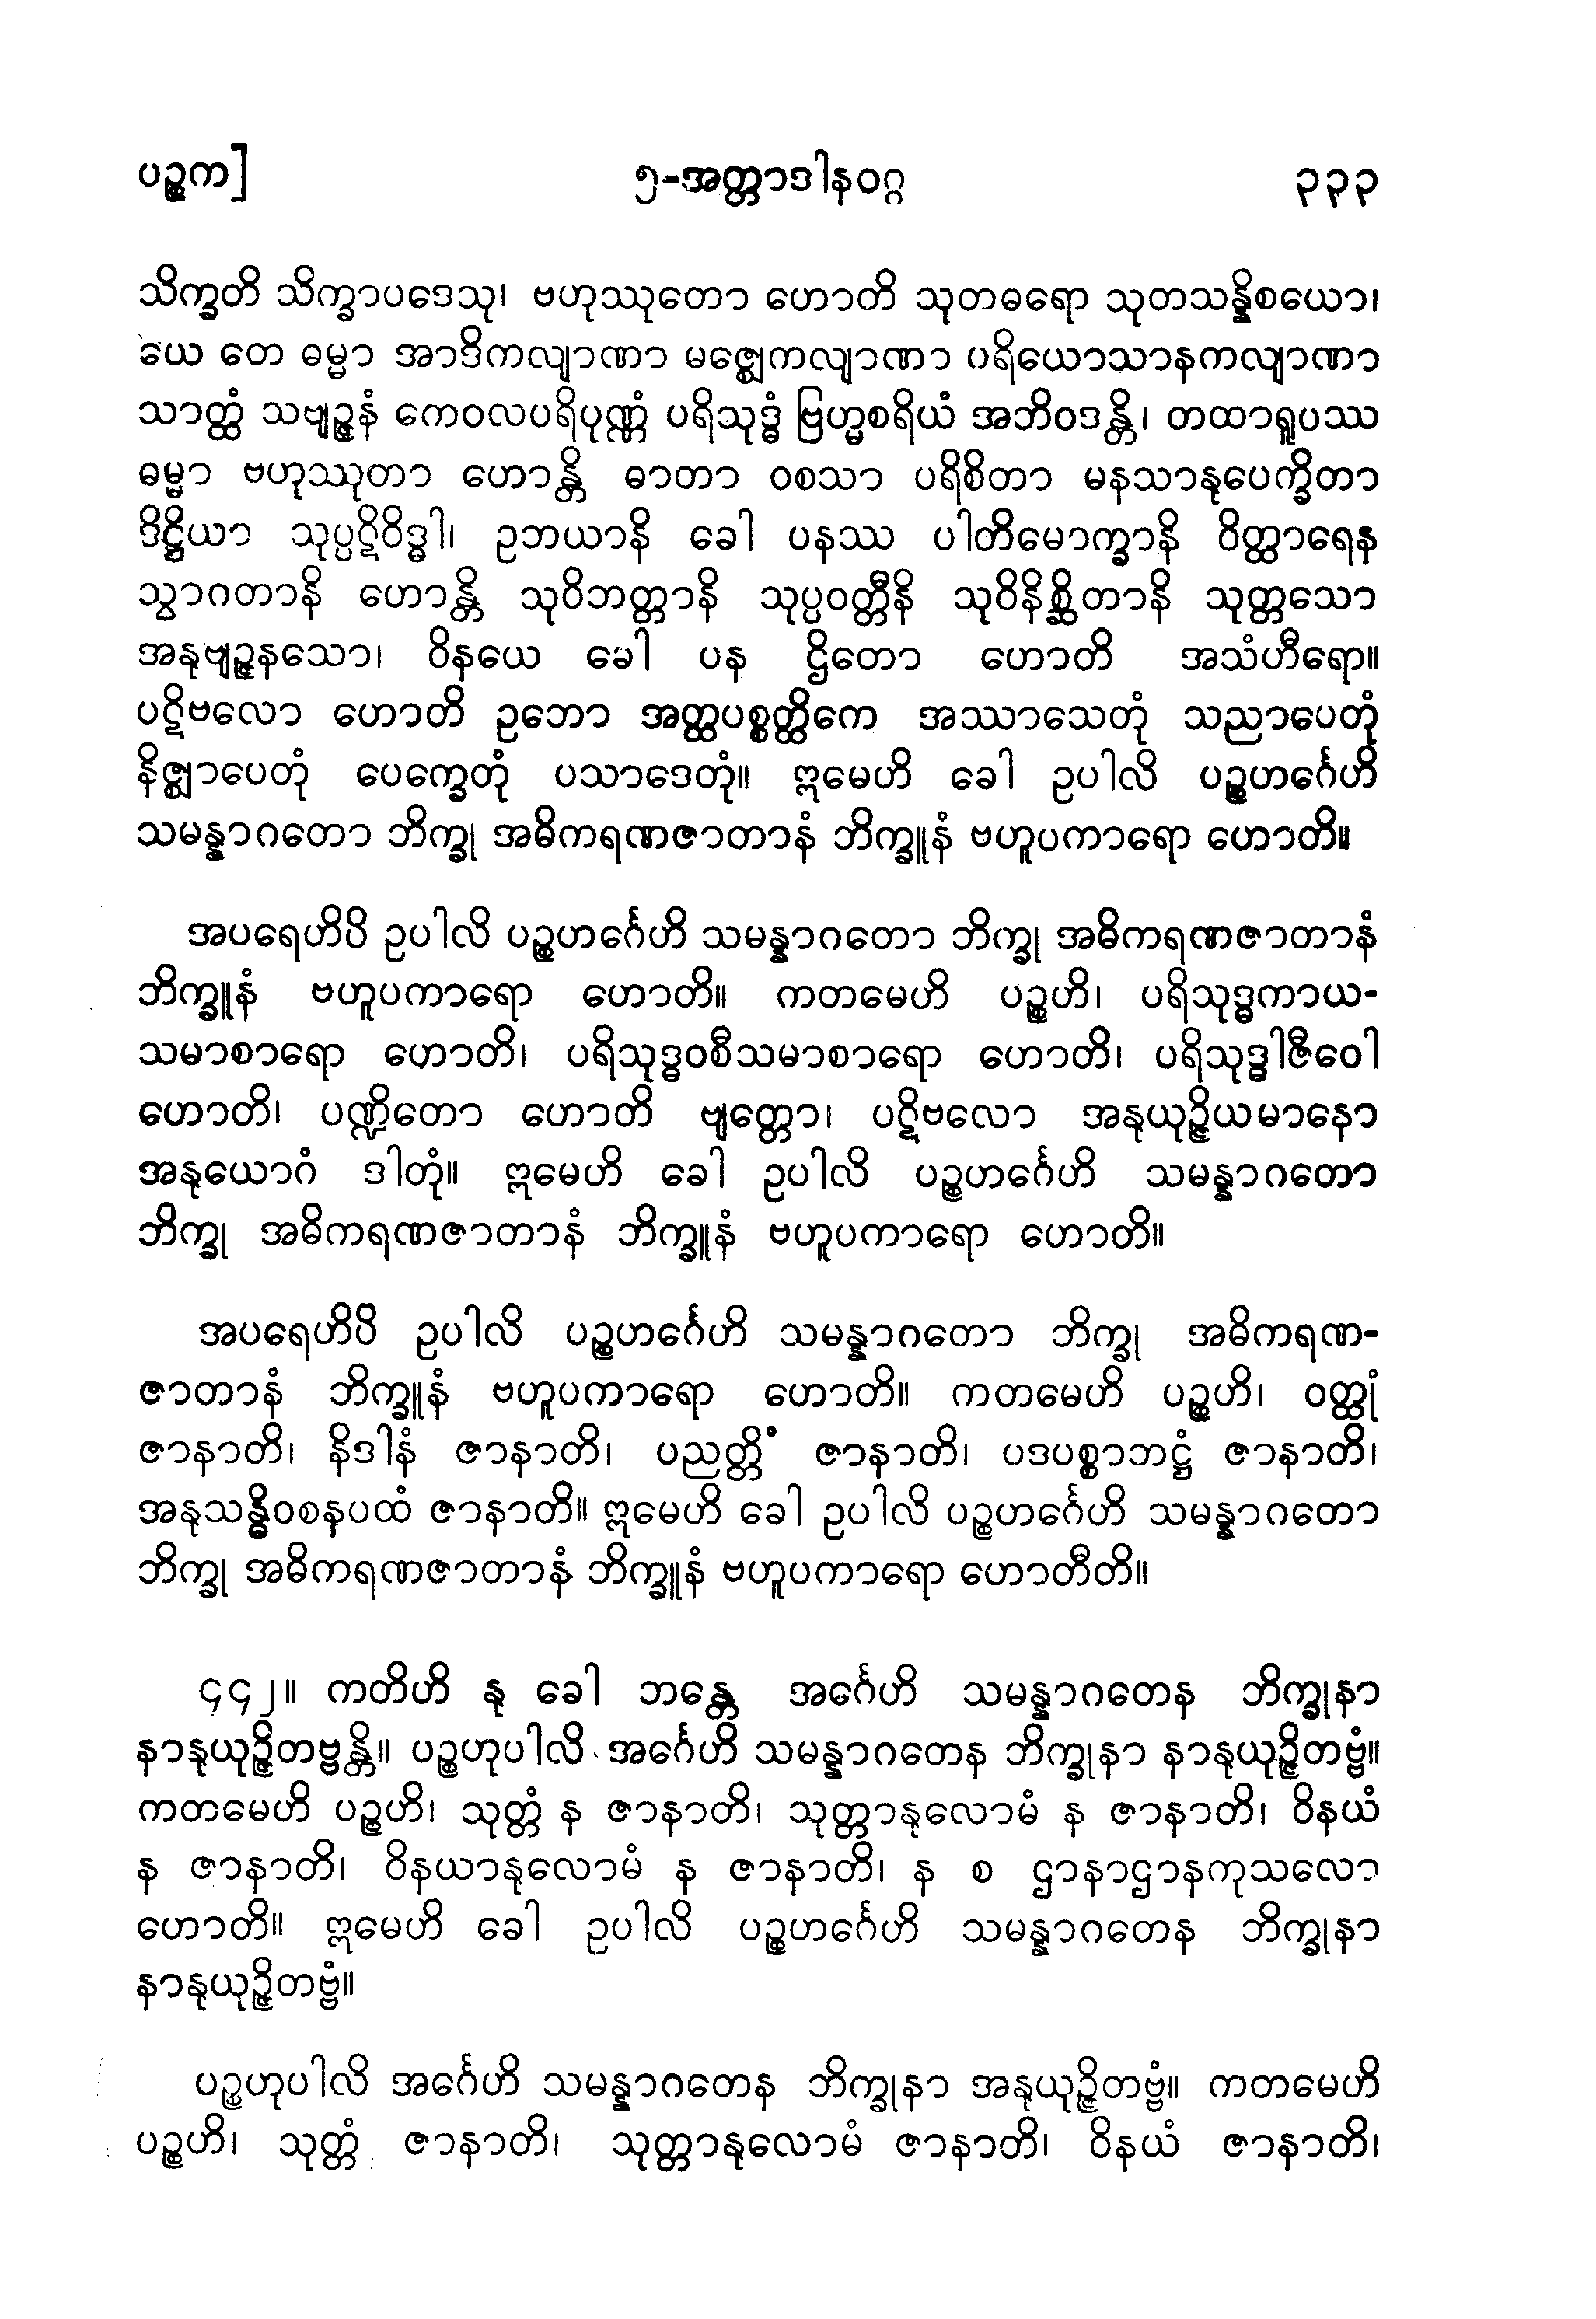 ပဉ္စက]
၅-အတ္တာဒါနဝဂ္ဂ
၃၃၃
သိက္ခတိ သိက္ခာပဒေသု၊ ဗဟုဿုတော ဟောတိ သုတဓရော သုတသန္နိစယော၊
ယေ တေ ဓမ္မာ အာဒိကလျာဏာ မဇ္ဈေကလျာဏာ ပရိယောသာနကလျာဏာ
သာတ္ထံ သဗျဉ္ဇနံ ကေဝလပရိပုဏ္ဏံ ပရိသုဒ္ဓံ ဗြဟ္မစရိယံ အဘိဝဒန္တိ၊ တထာရူပဿ
ဓမ္မာ ဗဟုဿုတာ ဟောန္တိ ဓာတာ ဝစသာ ပရိစိတာ မနသာနုပေက္ခိတာ
ဒိဋ္ဌိယာ သုပ္ပဋိဝိဒ္ဓါ၊ ဥဘယာနိ ခေါ ပနဿ ပါတိမောက္ခာနိ ဝိတ္ထာရေန
သွာဂတာနိ ဟောန္တိ သုဝိဘတ္တာနိ သုပ္ပဝတ္တီနိ သုဝိနိစ္ဆိတာနိ သုတ္တသော
အနုဗျဉ္ဇနသော၊ ဝိနယေ ခေါ ပန ဌိတော ဟောတိ အသံဟီရော။
ပဋိဗလော ဟောတိ ဥဘော အတ္ထပစ္စတ္ထိကေ အဿာသေတုံ သညာပေတုံ
နိဇ္ဈာပေတုံ ပေက္ခေတုံ ပသာဒေတုံ။ ဣမေဟိ ခေါ ဥပါလိ ပဉ္စဟင်္ဂေဟိ
သမန္နာဂတော ဘိက္ခု အဓိကရဏဇာတာနံ ဘိက္ခူနံ ဗဟူပကာရော ဟောတိ။
အပရေဟိပိ ဥပါလိ ပဉ္စဟင်္ဂေဟိ သမန္နာဂတော ဘိက္ခု အဓိကရဏဇာတာနံ
ဘိက္ခူနံ ဗဟူပကာရော ဟောတိ။ ကတမေဟိ ပဉ္စဟိ၊ ပရိသုဒ္ဓကာယ-
သမာစာရော ဟောတိ၊ ပရိသုဒ္ဓဝစီသမာစာရော ဟောတိ၊ ပရိသုဒ္ဓါဇီဝေါ
ဟောတိ၊ ပဏ္ဍိတော ဟောတိ ဗျတ္တော၊ ပဋိဗလော အနုယုဉ္ဇိယမာနော
အနုယောဂံ ဒါတုံ။ ဣမေဟိ ခေါ ဥပါလိ ပဉ္စဟင်္ဂေဟိ သမန္နာဂတော
ဘိက္ခု အဓိကရဏဇာတာနံ ဘိက္ခူနံ ဗဟူပကာရော ဟောတိ။
အပရေဟိပိ ဥပါလိ ပဉ္စဟင်္ဂေဟိ သမန္နာဂတော ဘိက္ခု အဓိကရဏ-
ဇာတာနံ ဘိက္ခူနံ ဗဟူပကာရော ဟောတိ။ ကတမေဟိ ပဉ္စဟိ၊ ဝတ္ထုံ
ဇာနာတိ၊ နိဒါနံ ဇာနာတိ၊ ပညတ္တိံ ဇာနာတိ၊ ပဒပစ္စာဘဋ္ဌံ ဇာနာတိ၊
အနုသန္ဓိဝစနပထံ ဇာနာတိ။ ဣမေဟိ ခေါ ဥပါလိ ပဉ္စဟင်္ဂေဟိ သမန္နာဂတော
ဘိက္ခု အဓိကရဏဇာတာနံ ဘိက္ခူနံ ဗဟူပကာရော ဟောတီတိ။
၄၄၂။ ကတိဟိ နု ခေါ ဘန္တေ အင်္ဂေဟိ သမန္နာဂတေန ဘိက္ခုနာ
နာနုယုဉ္ဇိတဗ္ဗန္တိ။ ပဉ္စဟုပါလိ အင်္ဂေဟိ သမန္နာဂတေန ဘိက္ခုနာ နာနုယုဉ္ဇိတဗ္ဗံ။
ကတမေဟိ ပဉ္စဟိ၊ သုတ္တံ န ဇာနာတိ၊ သုတ္တာနုလောမံ န ဇာနာတိ၊ ဝိနယံ
န ဇာနာတိ၊ ဝိနယာနုလောမံ န ဇာနာတိ၊ န စ ဌာနာဌာနကုသလော
ဟောတိ။ ဣမေဟိ ခေါ ဥပါလိ ပဉ္စဟင်္ဂေဟိ သမန္နာဂတေန ဘိက္ခုနာ
နာနုယုဉ္ဇိတဗ္ဗံ။
ပဉ္စဟုပါလိ အင်္ဂေဟိ သမန္နာဂတေန ဘိက္ခုနာ အနုယုဉ္ဇိတဗ္ဗံ။ ကတမေဟိ
ပဉ္စဟိ၊ သုတ္တံ ဇာနာတိ၊ သုတ္တာနုလောမံ ဇာနာတိ၊ ဝိနယံ ဇာနာတိ၊